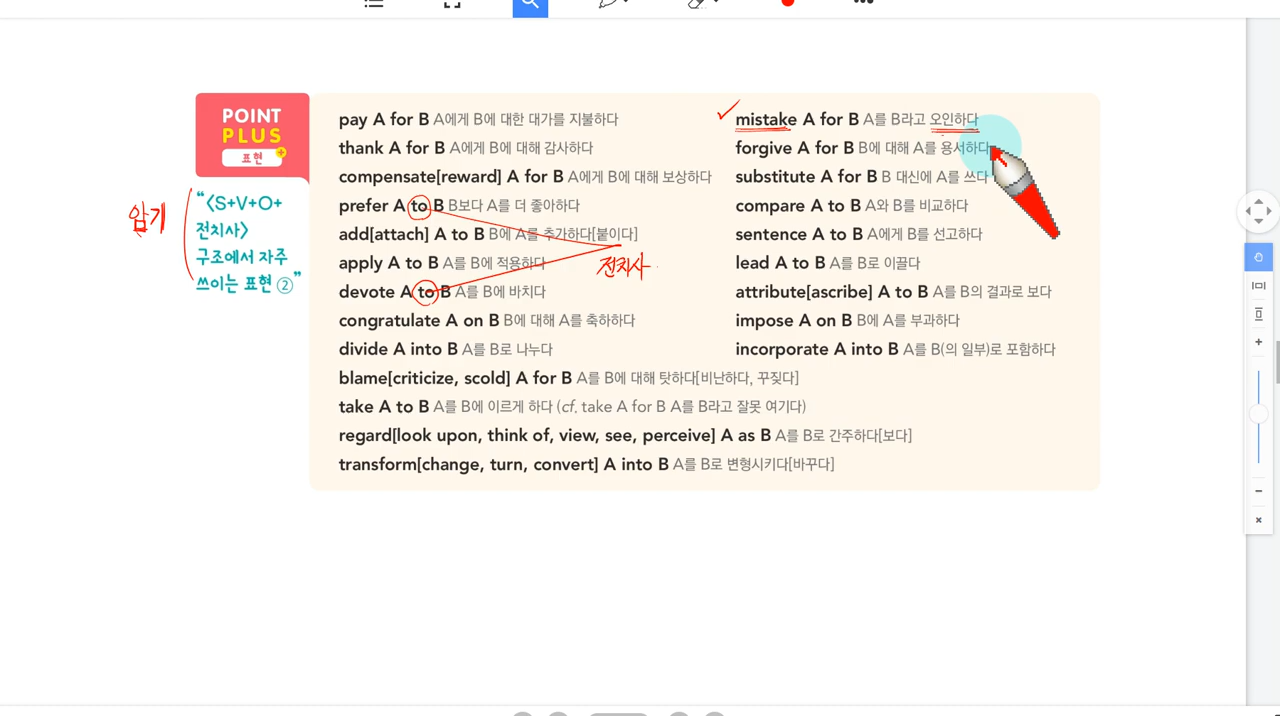 POINT
PLUS
표현
암기
“<S+V+O+
전치사>
구조에서 자주
쓰이는 표현 ②”
pay A for B A에게 B에 대한 대가를 지불하다
thank A for B A에게 B에 대해 감사하다
compensate[reward] A for B A에게 B에 대해 보상하다
prefer A to B B보다 A를 더 좋아하다
add[attach] A to B B에 A를 추가하다[붙이다]
apply A to B A를 B에 적용하다
전치사
devote A to B A를 B에 바치다
congratulate A on B B에 대해 A를 축하하다
divide A into B A를 B로 나누다
mistake A for B A를 B라고 오인하다
forgive A for B B에 대해 A를 용서하다
substitute A for B B 대신에 A를 쓰다
compare A to B A와 B를 비교하다
sentence A to B A에게 B를 선고하다
lead A to B A를 B로 이끌다
attribute[ascribe] A to B A를 B의 결과로 보다
impose A on B B에 A를 부과하다
incorporate A into B A를 B(의 일부)로 포함하다
blame[criticize, scold] A for B A를 B에 대해 탓하다[비난하다, 꾸짖다]
take A to B A를 B에 이르게 하다 (cf. take A for B A를 B라고 잘못 여기다)
regard[look upon, think of, view, see, perceive] A as B A를 B로 간주하다[보다]
transform[change, turn, convert] A into B A를 B로 변형시키다[바꾸다]